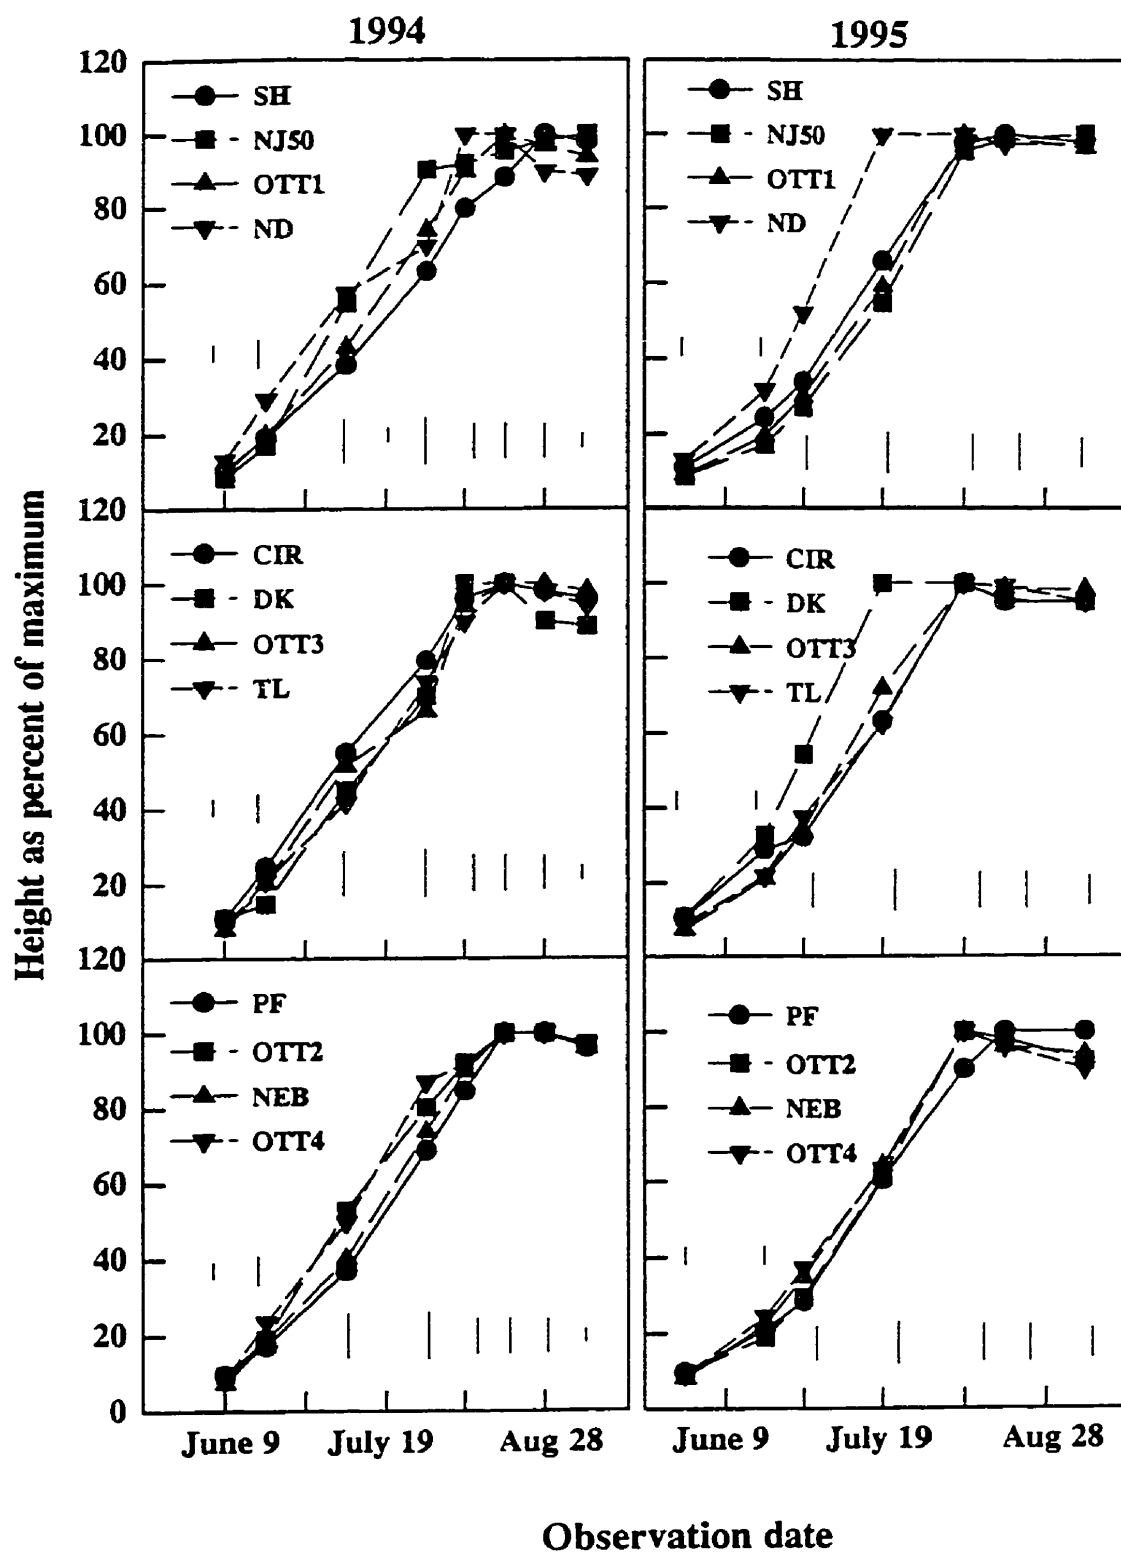 1994
1995
120
100
80
60
40
20
SH
NJ50
OTT1
ND
SH
NJ50
OTT1
ND
120
100
80
60
40
20
CIR
DK
OTT3
TL
CIR
DK
OTT3
TL
120
100
80
60
40
20
0
PF
OTT2
NEB
OTT4
PF
OTT2
NEB
OTT4
Height as percent of maximum
June 9 July 19 Aug 28
June 9 July 19 Aug 28
Observation date